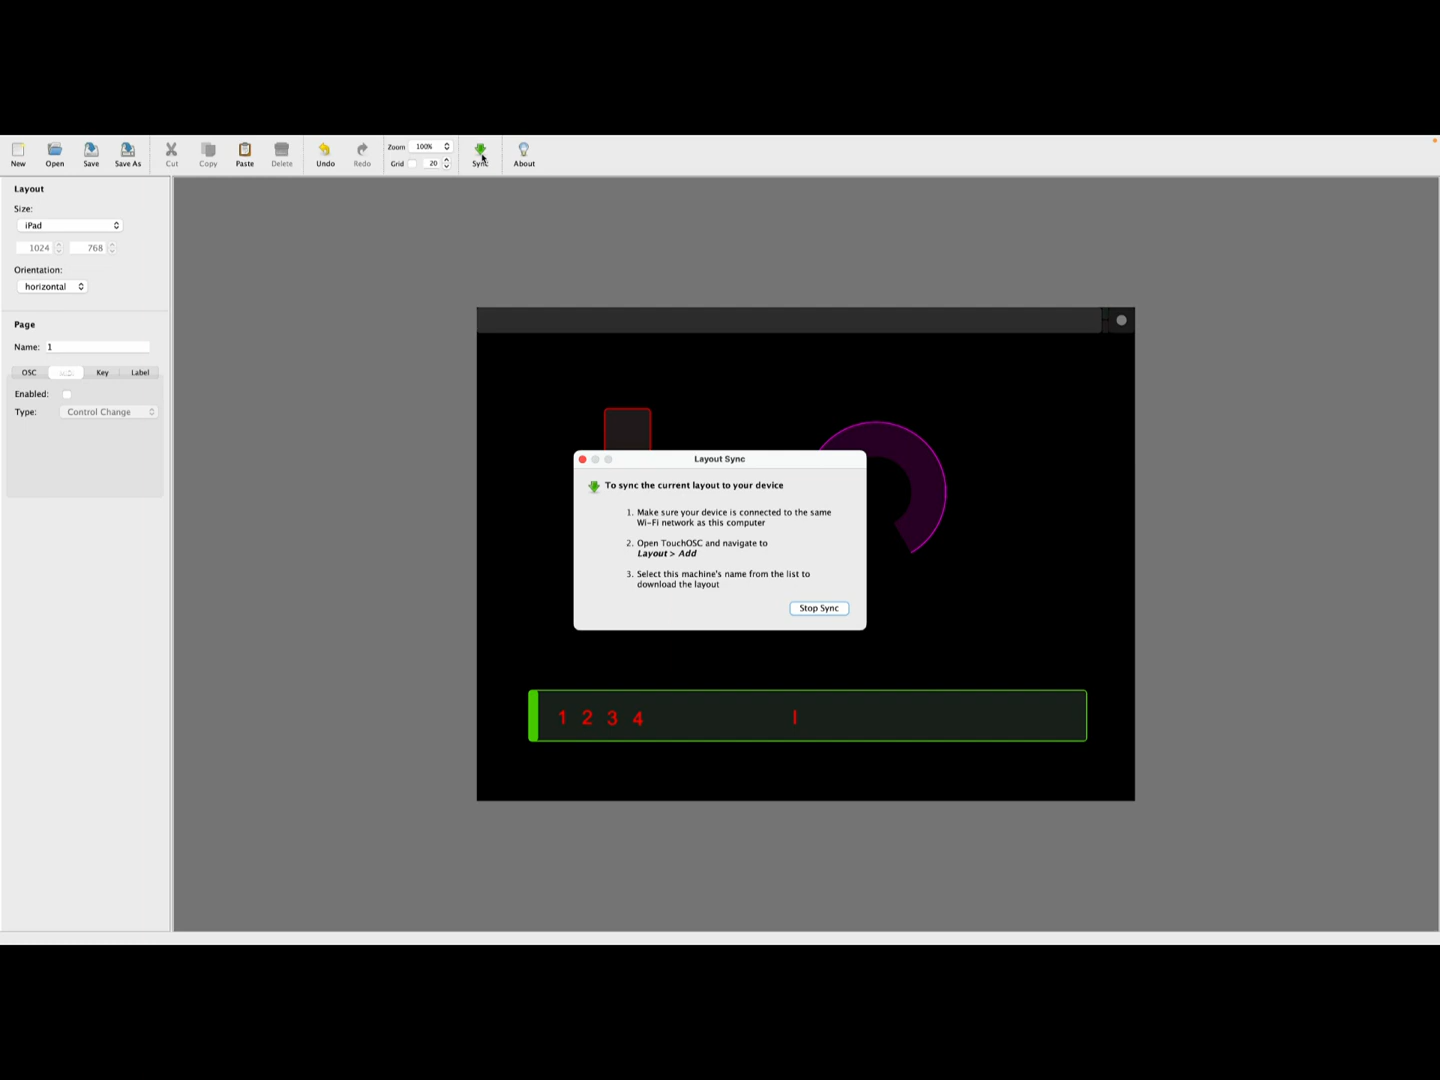 New Open Save Save As Cut Copy Paste Delete Undo Redo Zoom 100% Grid 20 Sync About
Layout
Size:
iPad
1024 768
Orientation:
horizontal
Page
Name: 1
OSC Key Label
Enabled:
Type: Control Change
Layout Sync
To sync the current layout to your device
1. Make sure your device is connected to the same
Wi-Fi network as this computer
2. Open TouchOSC and navigate to
Layout > Add
3. Select this machine's name from the list to
download the layout
Stop Sync
1 2 3 4 I